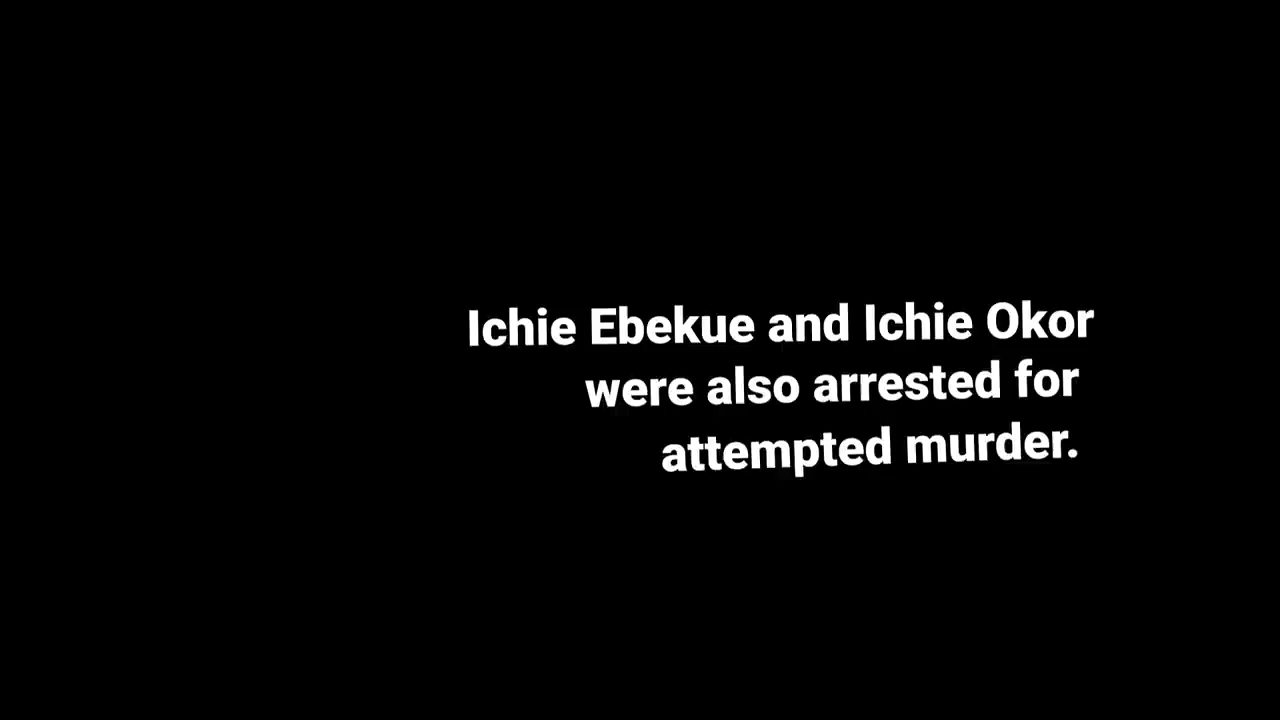 Ichie Ebekue and Ichie Okor
were also arrested for
attempted murder.